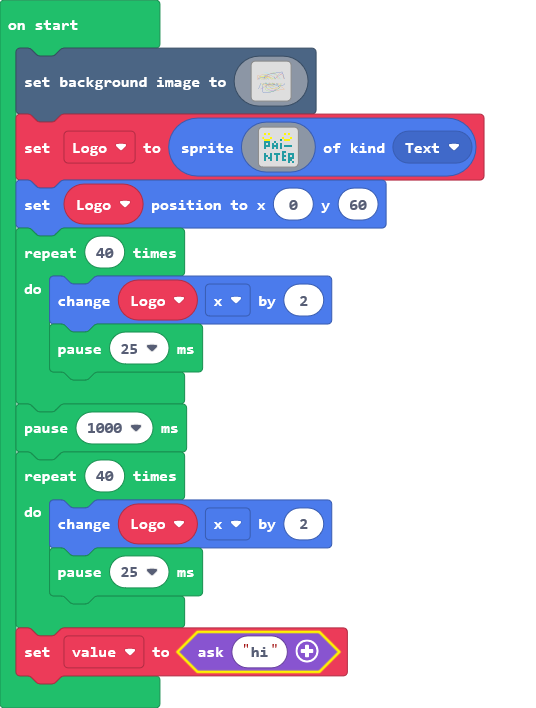 on start
set background image to
set Logo to sprite PAI-NTER of kind Text
set Logo position to x 0 y 60
repeat 40 times
do
change Logo x by 2
pause 25 ms
pause 1000 ms
repeat 40 times
do
change Logo x by 2
pause 25 ms
set value to ask "hi"